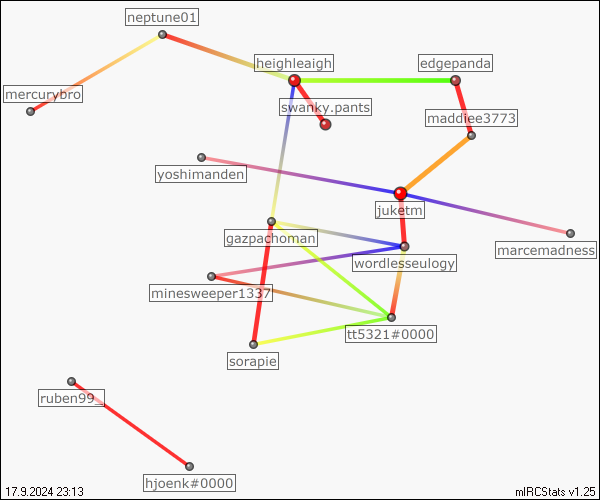 neptune01
heighleaigh
edgepanda
mercurybro
swanky.pants
maddiee3773
yoshimanden
juketm
gazpachoman
marcemadness
wordlesseulogy
minesweeper1337
tt5321#0000
sorapie
ruben99_
hjoenk#0000
17.9.2024 23:13
mIRCStats v1.25